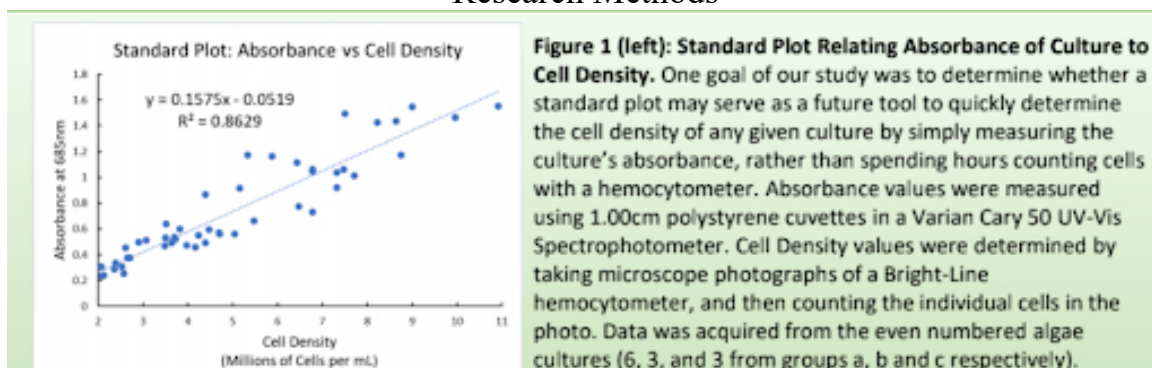 Research Methods
Standard Plot: Absorbance vs Cell Density
y = 0.1575x - 0.0519
R² = 0.8629
Absorbance at 685nm
1.8
1.6
1.4
1.2
1
0.8
0.6
0.4
0.2
0
2 3 4 5 6 7 8 9 10 11
Cell Density
(Millions of Cells per mL)
Figure 1 (left): Standard Plot Relating Absorbance of Culture to
Cell Density. One goal of our study was to determine whether a
standard plot may serve as a future tool to quickly determine
the cell density of any given culture by simply measuring the
culture's absorbance, rather than spending hours counting cells
with a hemocytometer. Absorbance values were measured
using 1.00cm polystyrene cuvettes in a Varian Cary 50 UV-Vis
Spectrophotometer. Cell Density values were determined by
taking microscope photographs of a Bright-Line
hemocytometer, and then counting the individual cells in the
photo. Data was acquired from the even numbered algae
cultures (6, 3, and 3 from groups a, b and c respectively).